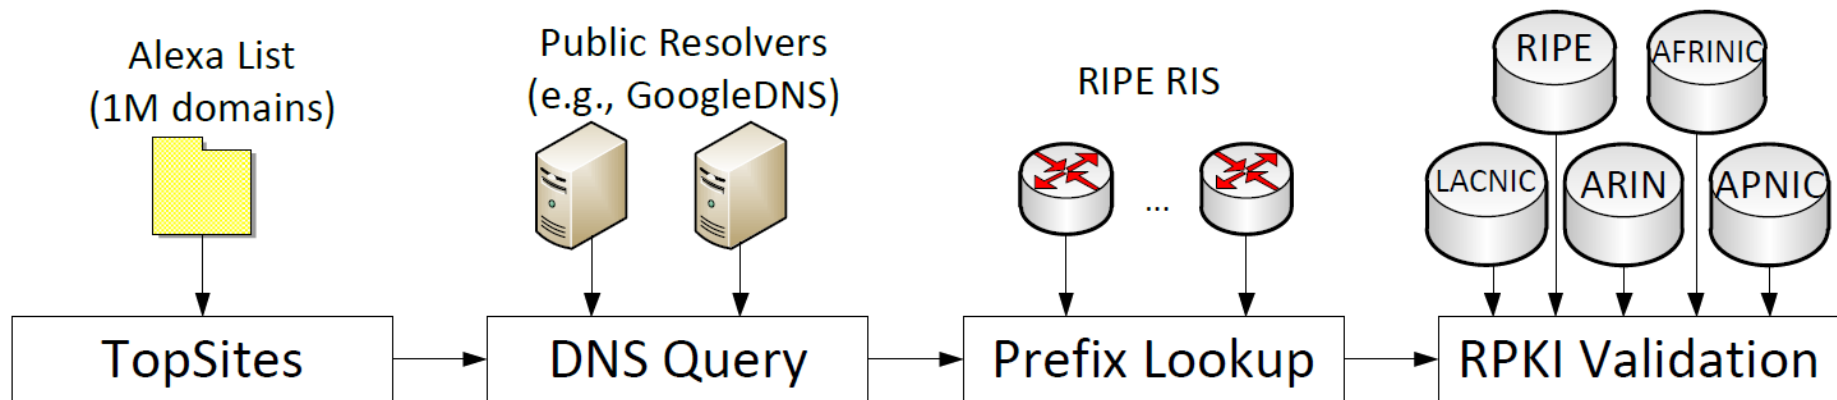 Alexa List
(1M domains)
Public Resolvers
(e.g., GoogleDNS)
RIPE RIS
...
RIPE
AFRINIC
LACNIC
ARIN
APNIC
TopSites
DNS Query
Prefix Lookup
RPKI Validation